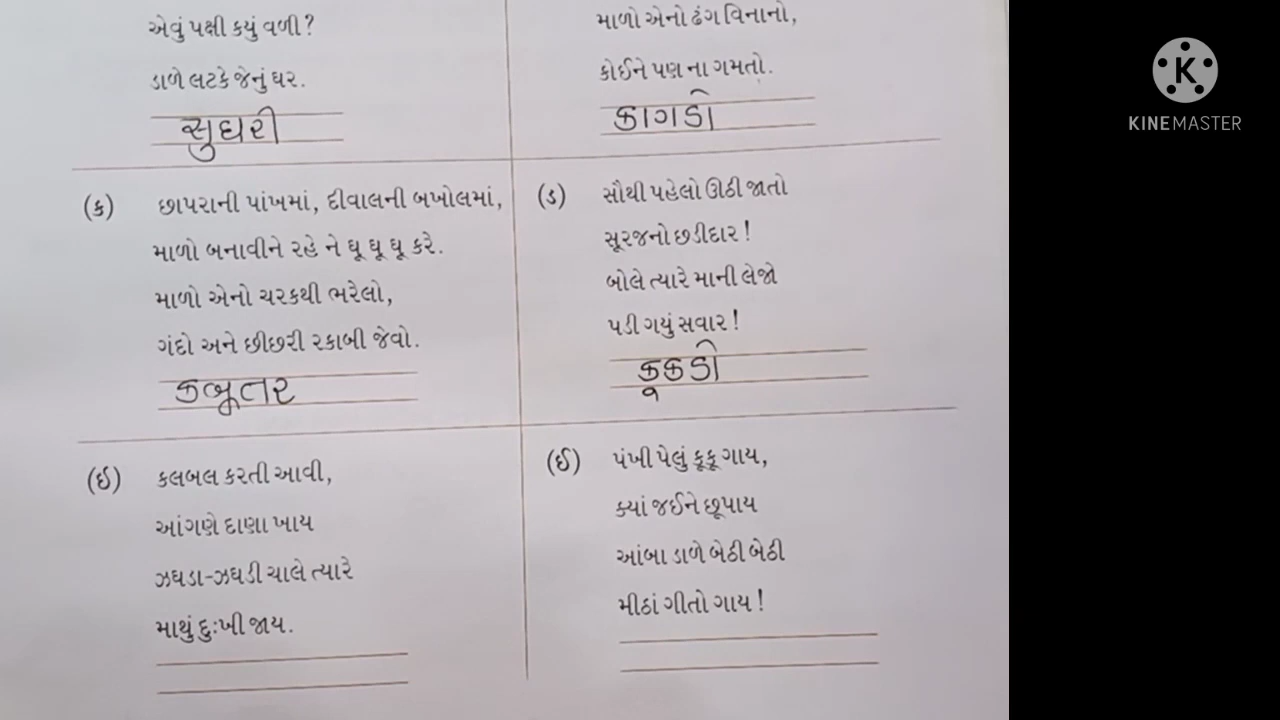 એવું પક્ષી કયું વળી?
ડાળે લટકે જેનું ઘર.
સુઘરી
માળો એનો ઢંગ વિનાનો,
કોઈને પણ ના ગમતો.
કાગડો
(ક) છાપરાની પાંખમાં, દીવાલની બખોલમાં,
માળો બનાવીને રહે ને ઘૂ ઘૂ ઘૂ કરે.
માળો એનો ચરકથી ભરેલો,
ગંદો અને છીછરી રકાબી જેવો.
કબૂતર
(ડ) સૌથી પહેલો ઊઠી જાતો
સૂરજનો છડીદાર!
બોલે ત્યારે માની લેજો
પડી ગયું સવાર!
કૂકડો
(ઇ) કલબલ કરતી આવી,
આંગણે દાણા ખાય
ઝઘડા-ઝઘડી ચાલે ત્યારે
માથું દુઃખી જાય.
(ઈ) પંખી પેલું કૂકૂ ગાય,
ક્યાં જઈને છૂપાય
આંબા ડાળે બેઠી બેઠી
મીઠાં ગીતો ગાય!
K
KINEMASTER